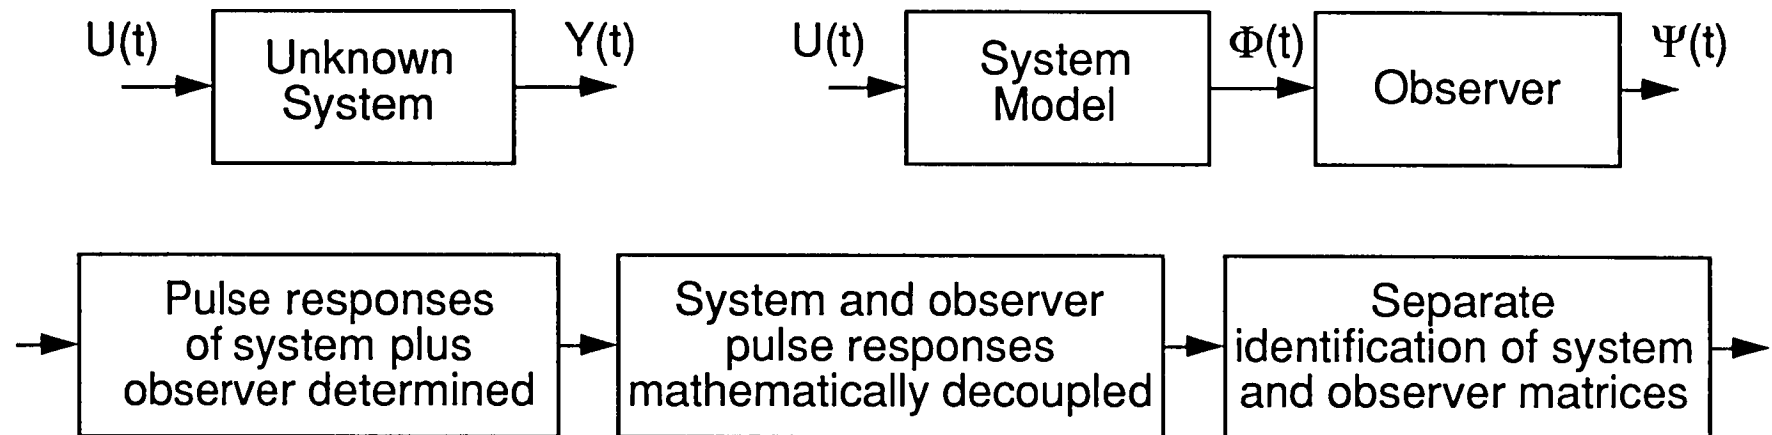 U(t)
Unknown
System
Y(t)
U(t)
System
Model
Φ(t)
Observer
Ψ(t)
Pulse responses
of system plus
observer determined
System and observer
pulse responses
mathematically decoupled
Separate
identification of system
and observer matrices